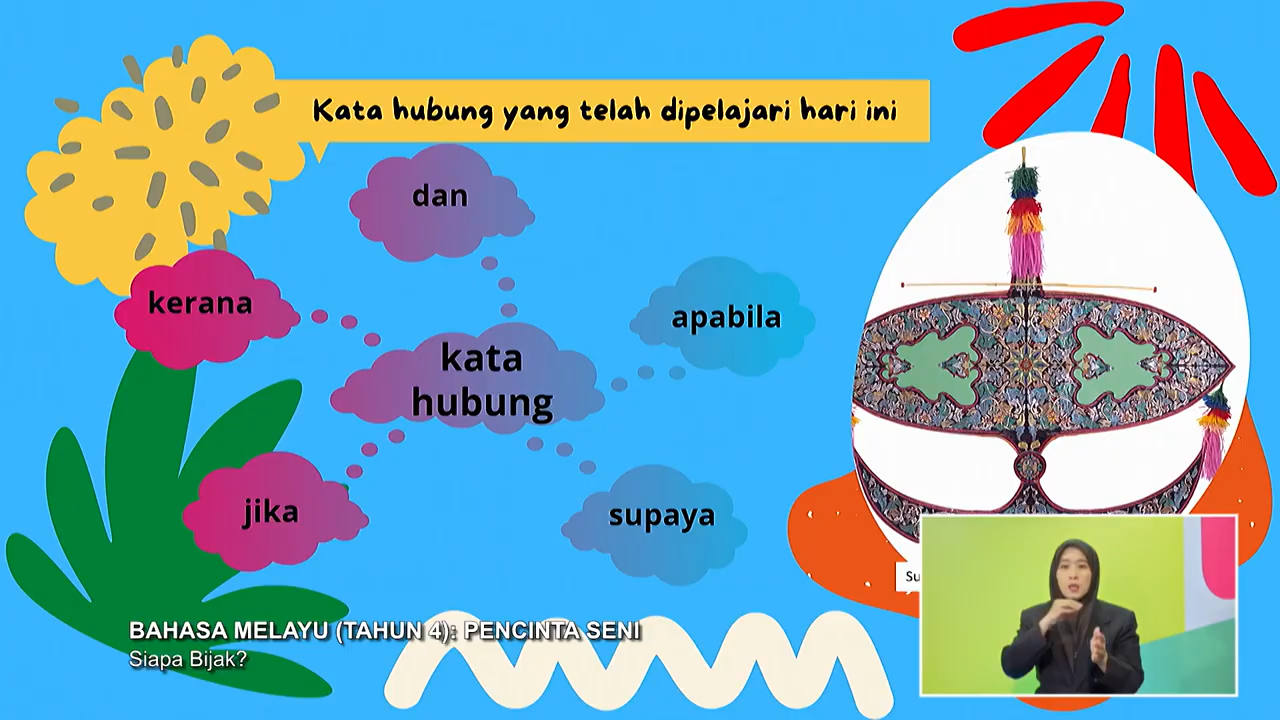 Kata hubung yang telah dipelajari hari ini
dan
kerana
apabila
kata
hubung
jika
supaya
Su
BAHASA MELAYU (TAHUN 4): PENCINTA SENI
Siapa Bijak?